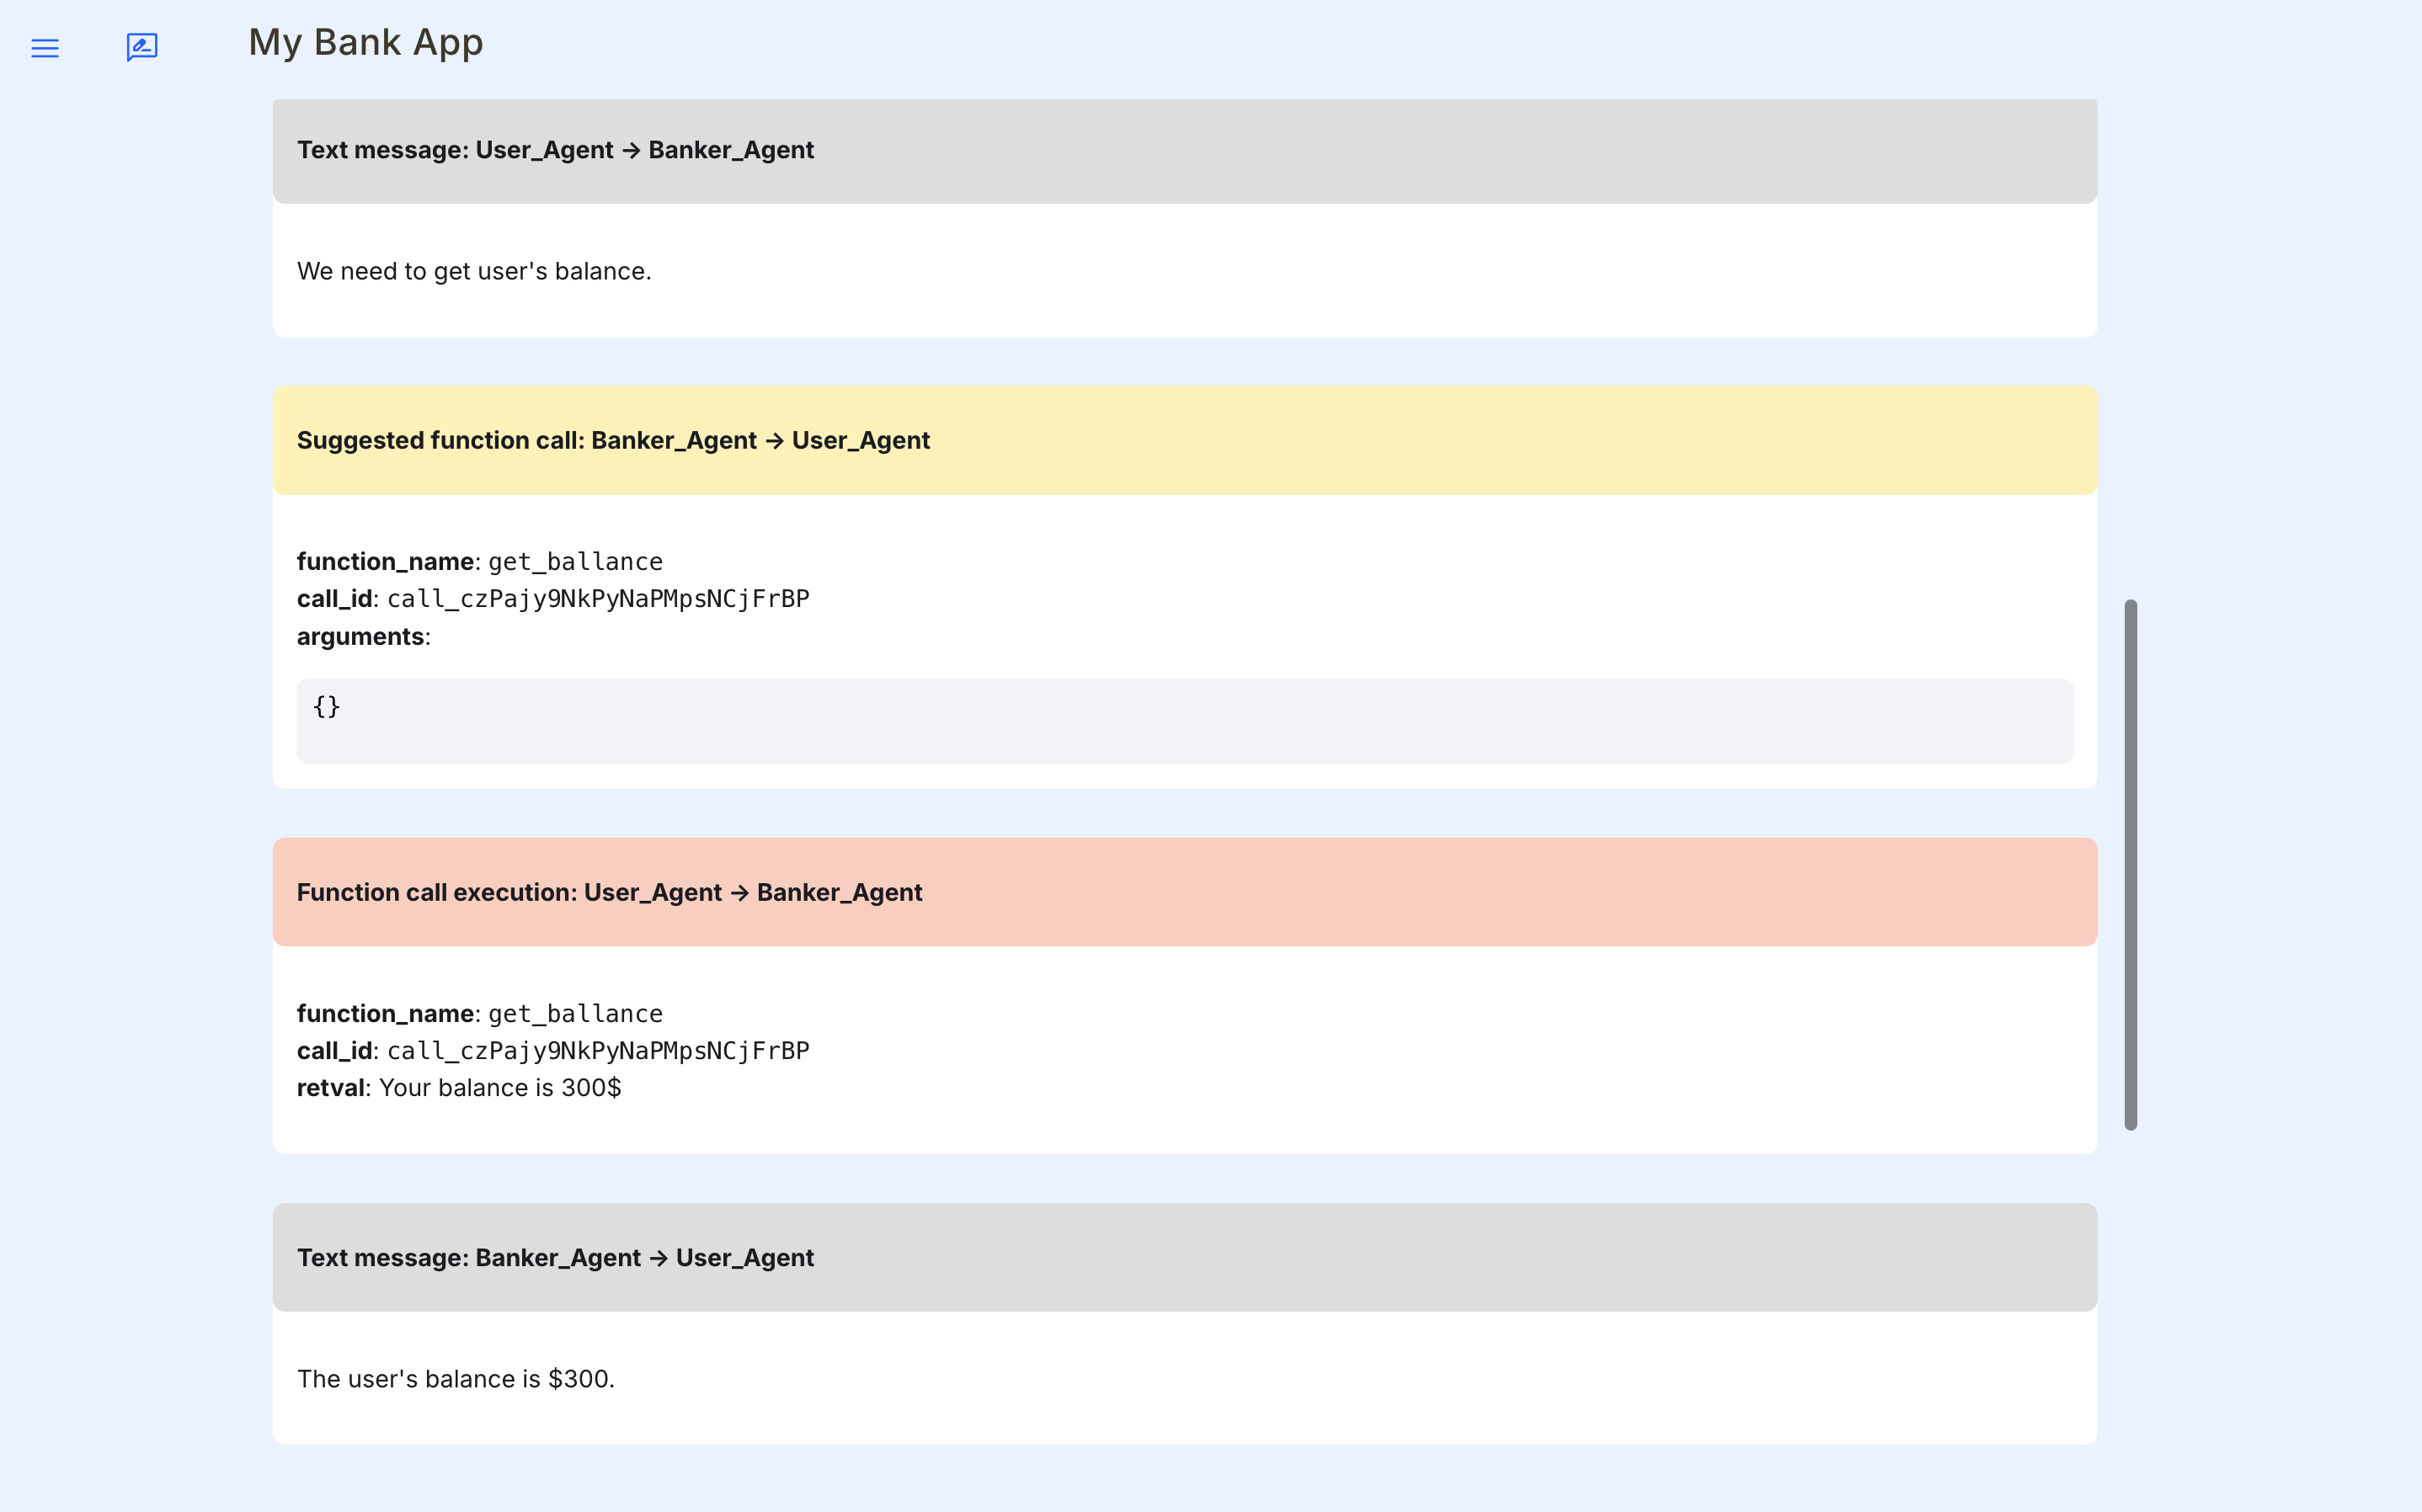 My Bank App
Text message: User_Agent → Banker_Agent
We need to get user's balance.
Suggested function call: Banker_Agent → User_Agent
function_name: get_ballance
call_id: call_czPajy9NkPyNaPMpsNCjFrBP
arguments:
{}
Function call execution: User_Agent → Banker_Agent
function_name: get_ballance
call_id: call_czPajy9NkPyNaPMpsNCjFrBP
retval: Your balance is 300$
Text message: Banker_Agent → User_Agent
The user's balance is $300.